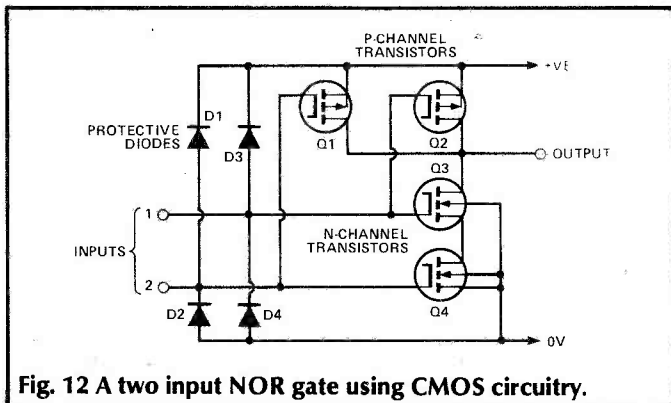 P-CHANNEL
TRANSISTORS
+VE
D1
PROTECTIVE
DIODES
D3
Q1
Q2
OUTPUT
Q3
1
INPUTS
N-CHANNEL
TRANSISTORS
2
D2
D4
Q4
0V
Fig. 12 A two input NOR gate using CMOS circuitry.